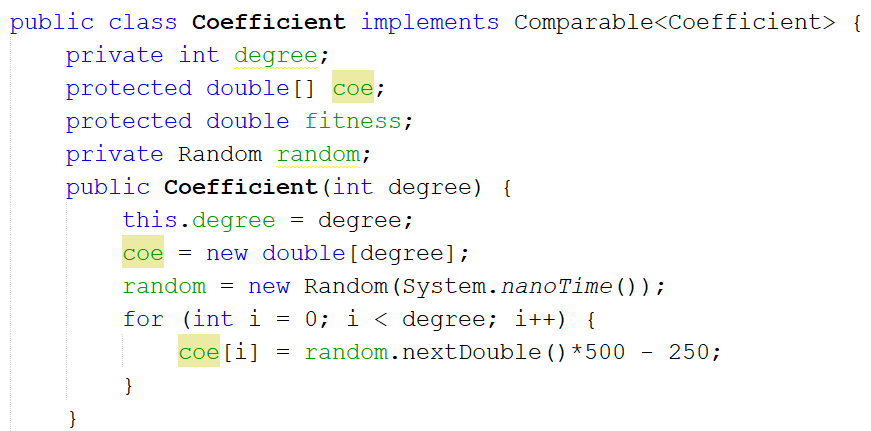 public class Coefficient implements Comparable<Coefficient> {
    private int degree;
    protected double[] coe;
    protected double fitness;
    private Random random;
    public Coefficient(int degree) {
        this.degree = degree;
        coe = new double[degree];
        random = new Random(System.nanoTime());
        for (int i = 0; i < degree; i++) {
            coe[i] = random.nextDouble()*500 - 250;
        }
    }